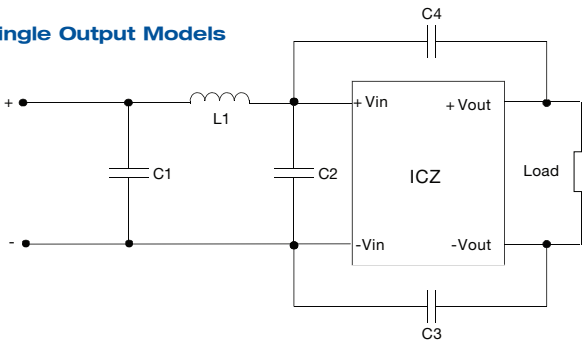 ingle Output Models
C4
+
L1
+ Vin
+ Vout
C1
C2
ICZ
Load
-
-Vin
-Vout
C3